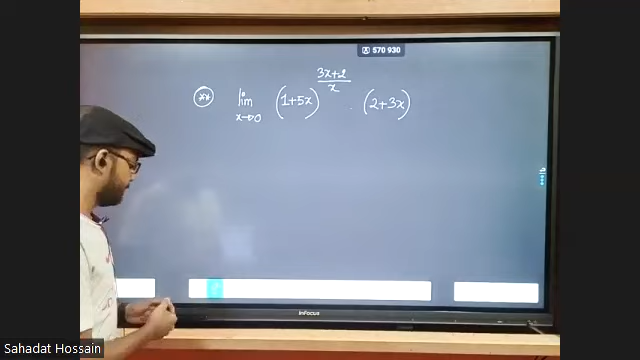 570 930
(**) lim x→0 (1+5x)^(3x+2)/x · (2+3x)
InFocus
Sahadat Hossain